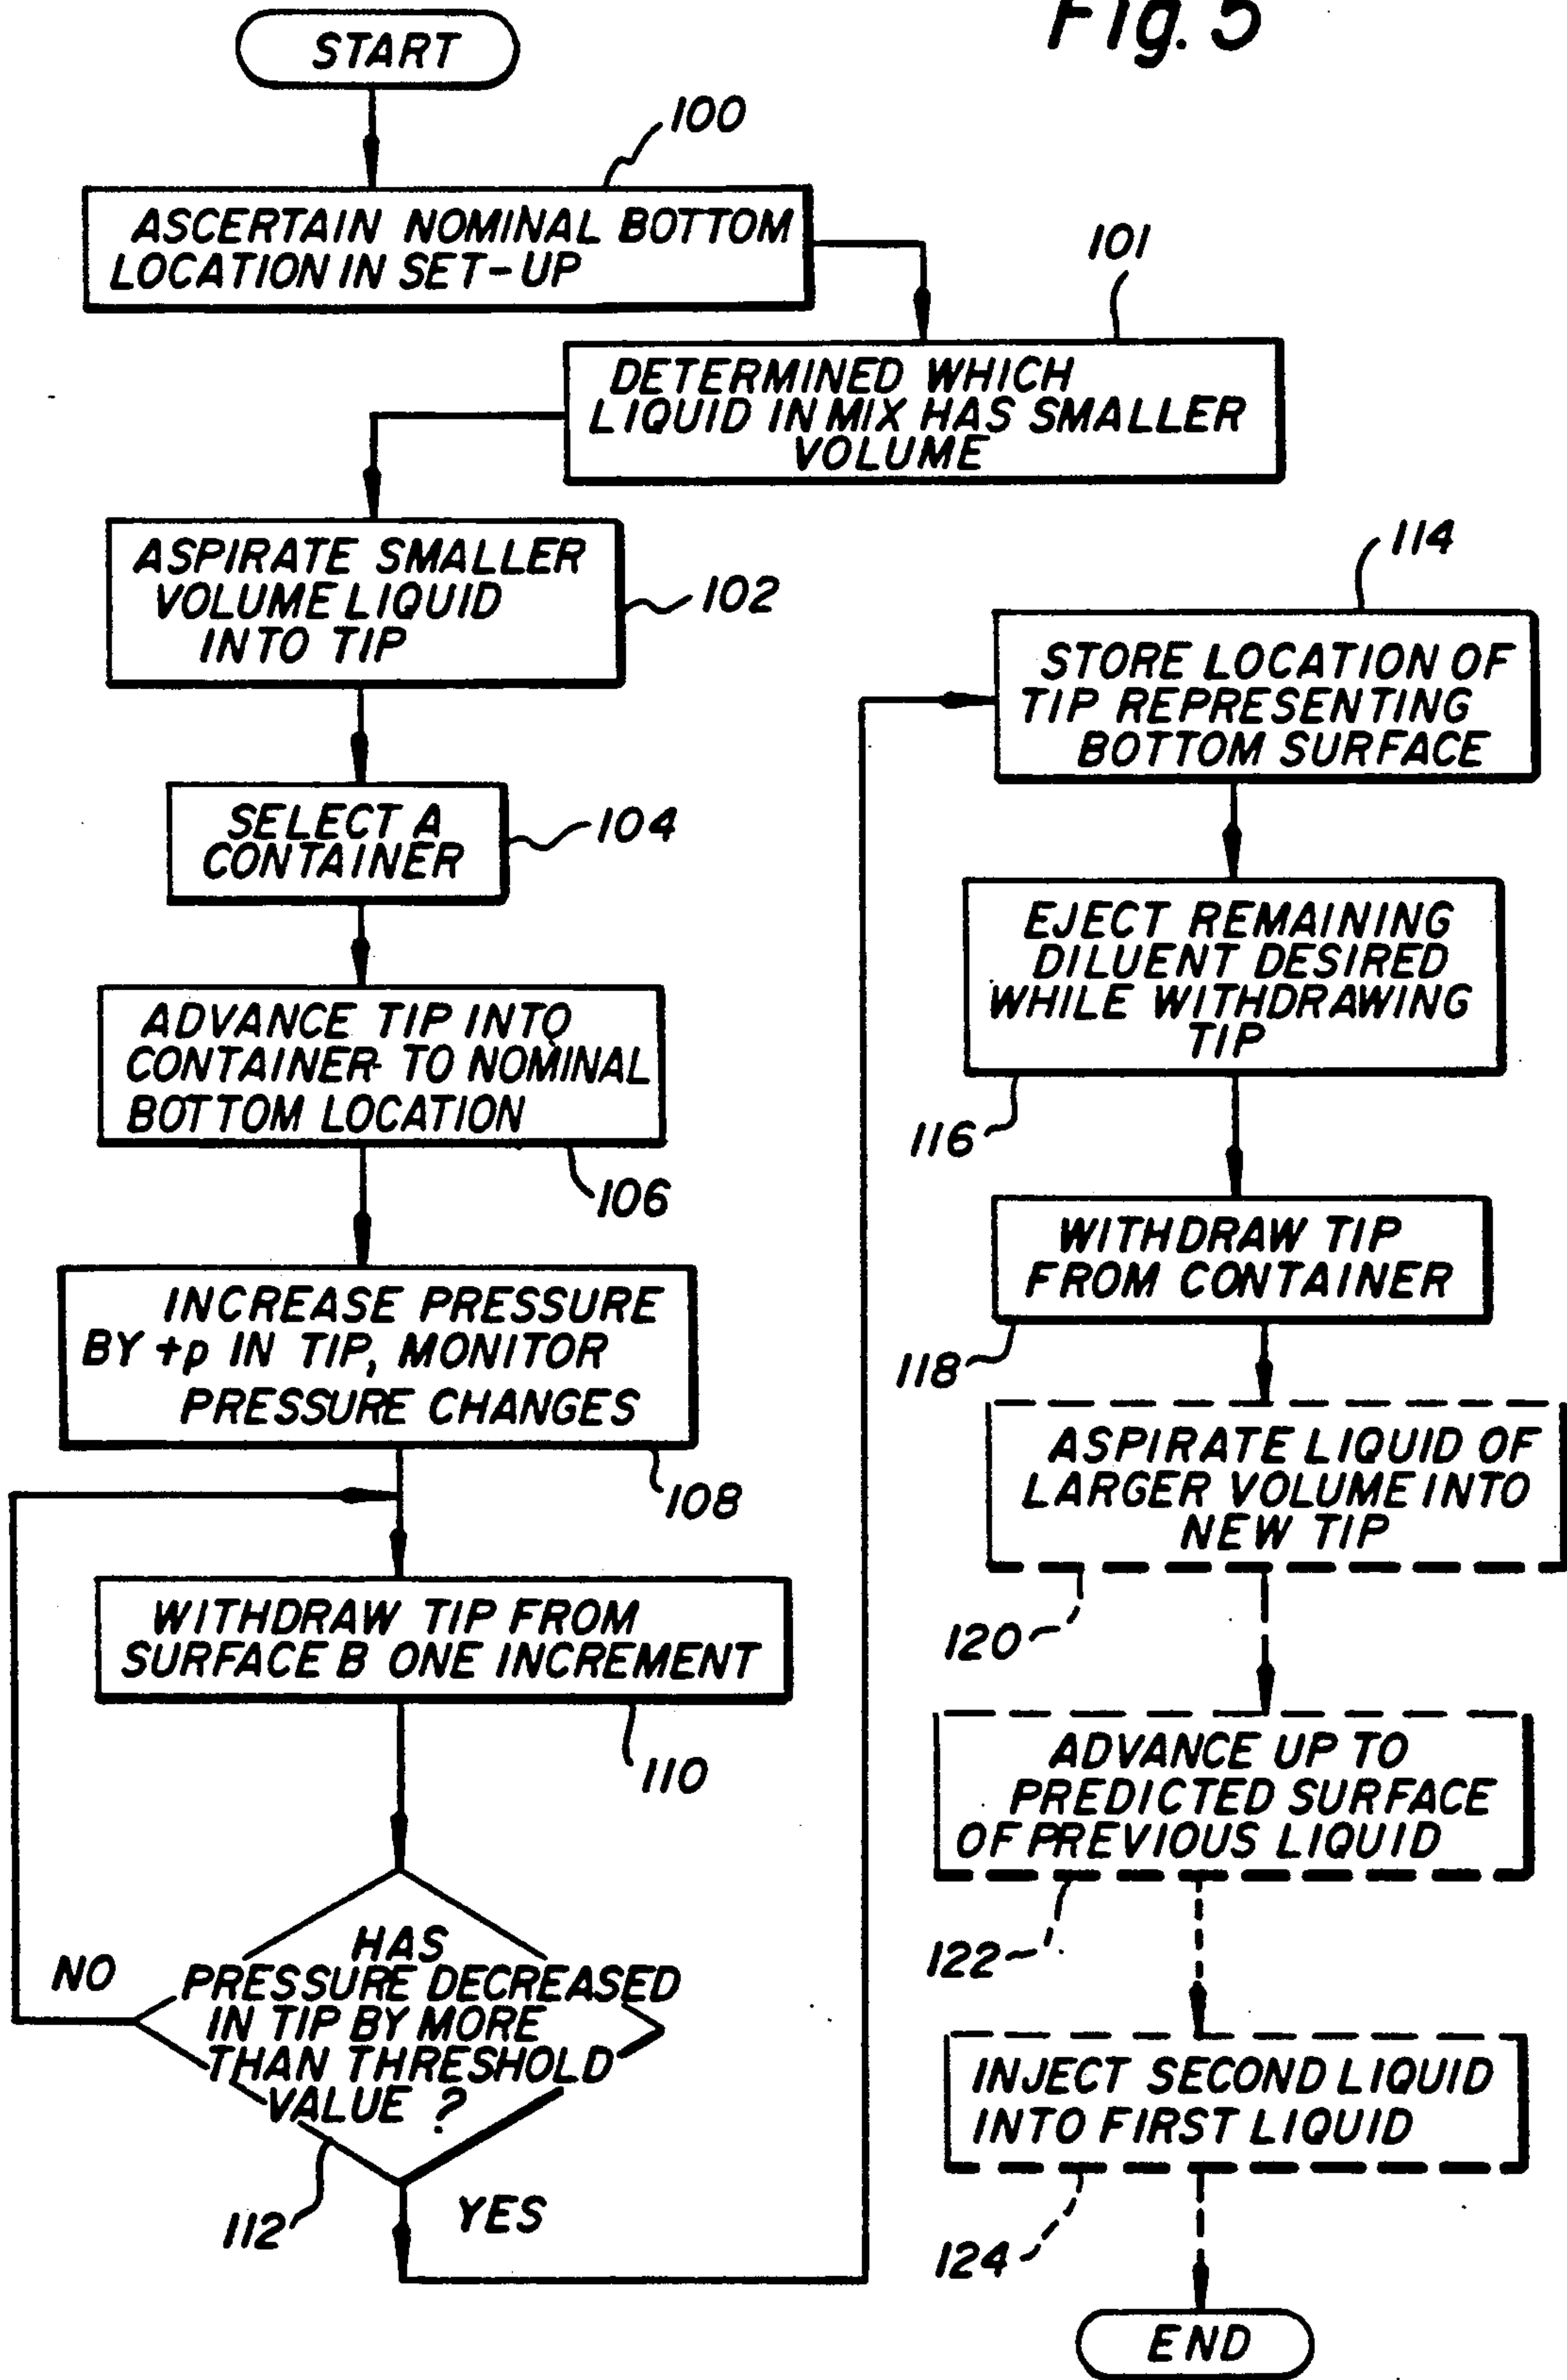 Fig. 5
START
100
ASCERTAIN NOMINAL BOTTOM
LOCATION IN SET-UP
101
DETERMINED WHICH
LIQUID IN MIX HAS SMALLER
VOLUME
ASPIRATE SMALLER
VOLUME LIQUID
INTO TIP
102
SELECT A
CONTAINER
104
ADVANCE TIP INTO
CONTAINER TO NOMINAL
BOTTOM LOCATION
106
INCREASE PRESSURE
BY +p IN TIP, MONITOR
PRESSURE CHANGES
108
WITHDRAW TIP FROM
SURFACE B ONE INCREMENT
110
HAS
PRESSURE DECREASED
IN TIP BY MORE
THAN THRESHOLD
VALUE ?
NO
112
YES
114
STORE LOCATION OF
TIP REPRESENTING
BOTTOM SURFACE
EJECT REMAINING
DILUENT DESIRED
WHILE WITHDRAWING
TIP
116
WITHDRAW TIP
FROM CONTAINER
118
ASPIRATE LIQUID OF
LARGER VOLUME INTO
NEW TIP
120
ADVANCE UP TO
PREDICTED SURFACE
OF PREVIOUS LIQUID
122
INJECT SECOND LIQUID
INTO FIRST LIQUID
124
END